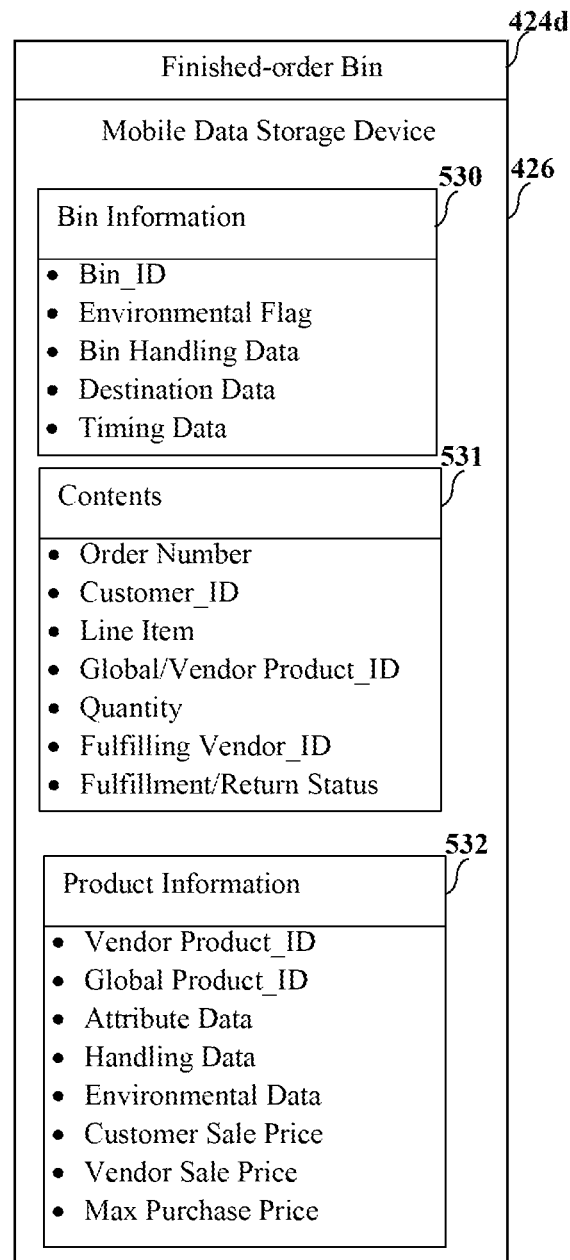 424d
Finished-order Bin
Mobile Data Storage Device
426
530
Bin Information
• Bin_ID
• Environmental Flag
• Bin Handling Data
• Destination Data
• Timing Data
531
Contents
• Order Number
• Customer_ID
• Line Item
• Global/Vendor Product_ID
• Quantity
• Fulfilling Vendor_ID
• Fulfillment/Return Status
532
Product Information
• Vendor Product_ID
• Global Product_ID
• Attribute Data
• Handling Data
• Environmental Data
• Customer Sale Price
• Vendor Sale Price
• Max Purchase Price